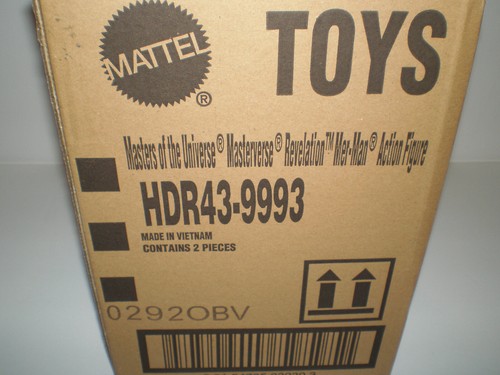 MATTEL
®
TOYS
Masters of the Universe® Masterverse® Revelation™ Mer-Man® Action Figure
HDR43-9993
MADE IN VIETNAM
CONTAINS 2 PIECES
0292OBV